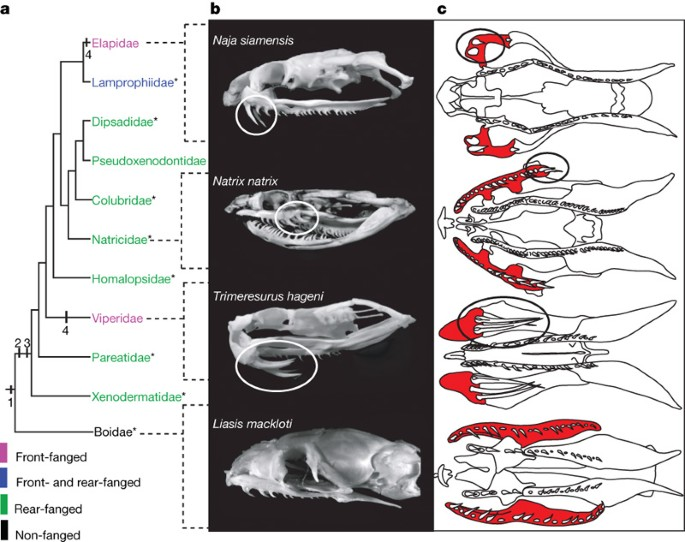 a
b
c
Elapidae
4
Lamprophiidae*
Dipsadidae*
Pseudoxenodontidae
Colubridae*
Natricidae*
Homalopsidae*
Viperidae
4
2 3
Pareatidae*
1
Xenodermatidae*
Boidae*
Front-fanged
Front- and rear-fanged
Rear-fanged
Non-fanged
Naja siamensis
Natrix natrix
Trimeresurus hageni
Liasis mackloti